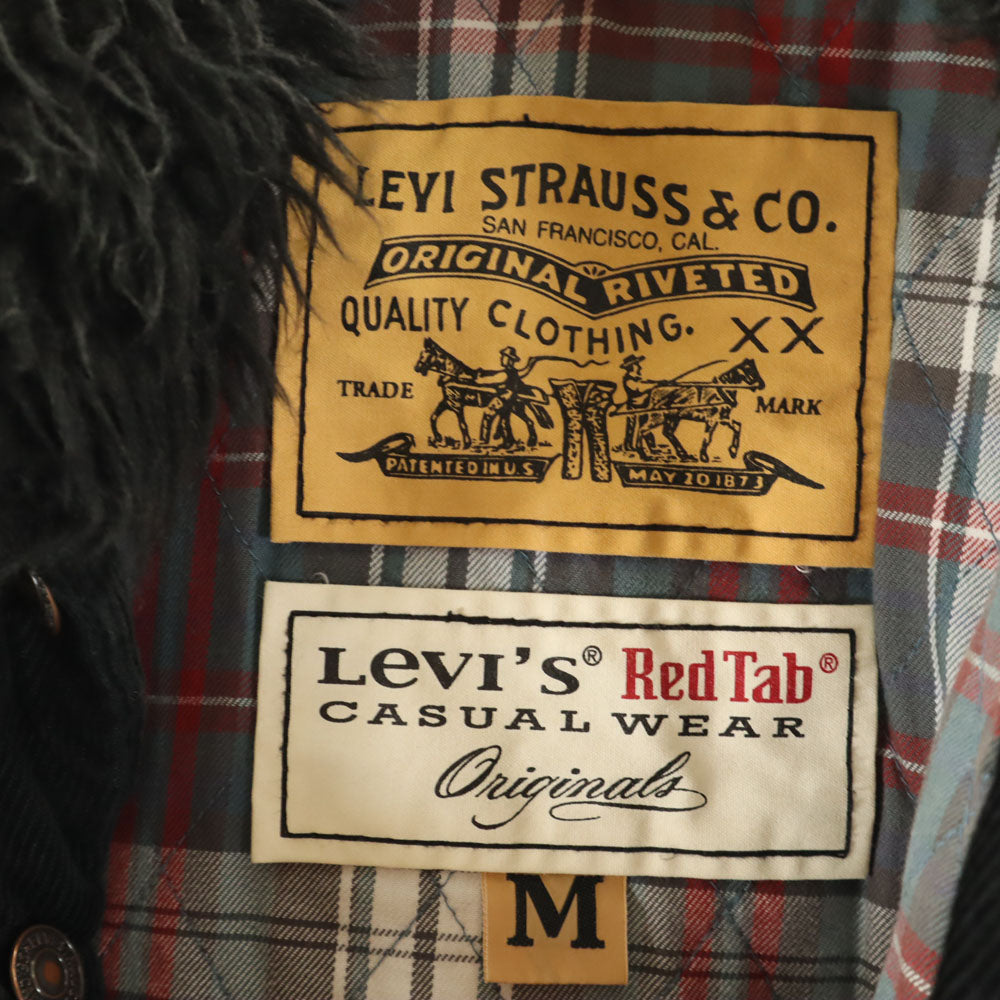 LEVI STRAUSS & CO.
SAN FRANCISCO, CAL.
ORIGINAL RIVETED
QUALITY CLOTHING. XX
TRADE MARK
PATENTED IN U.S. MAY 20 1873
LEVI'S® Red Tab®
CASUAL WEAR
Originals
M